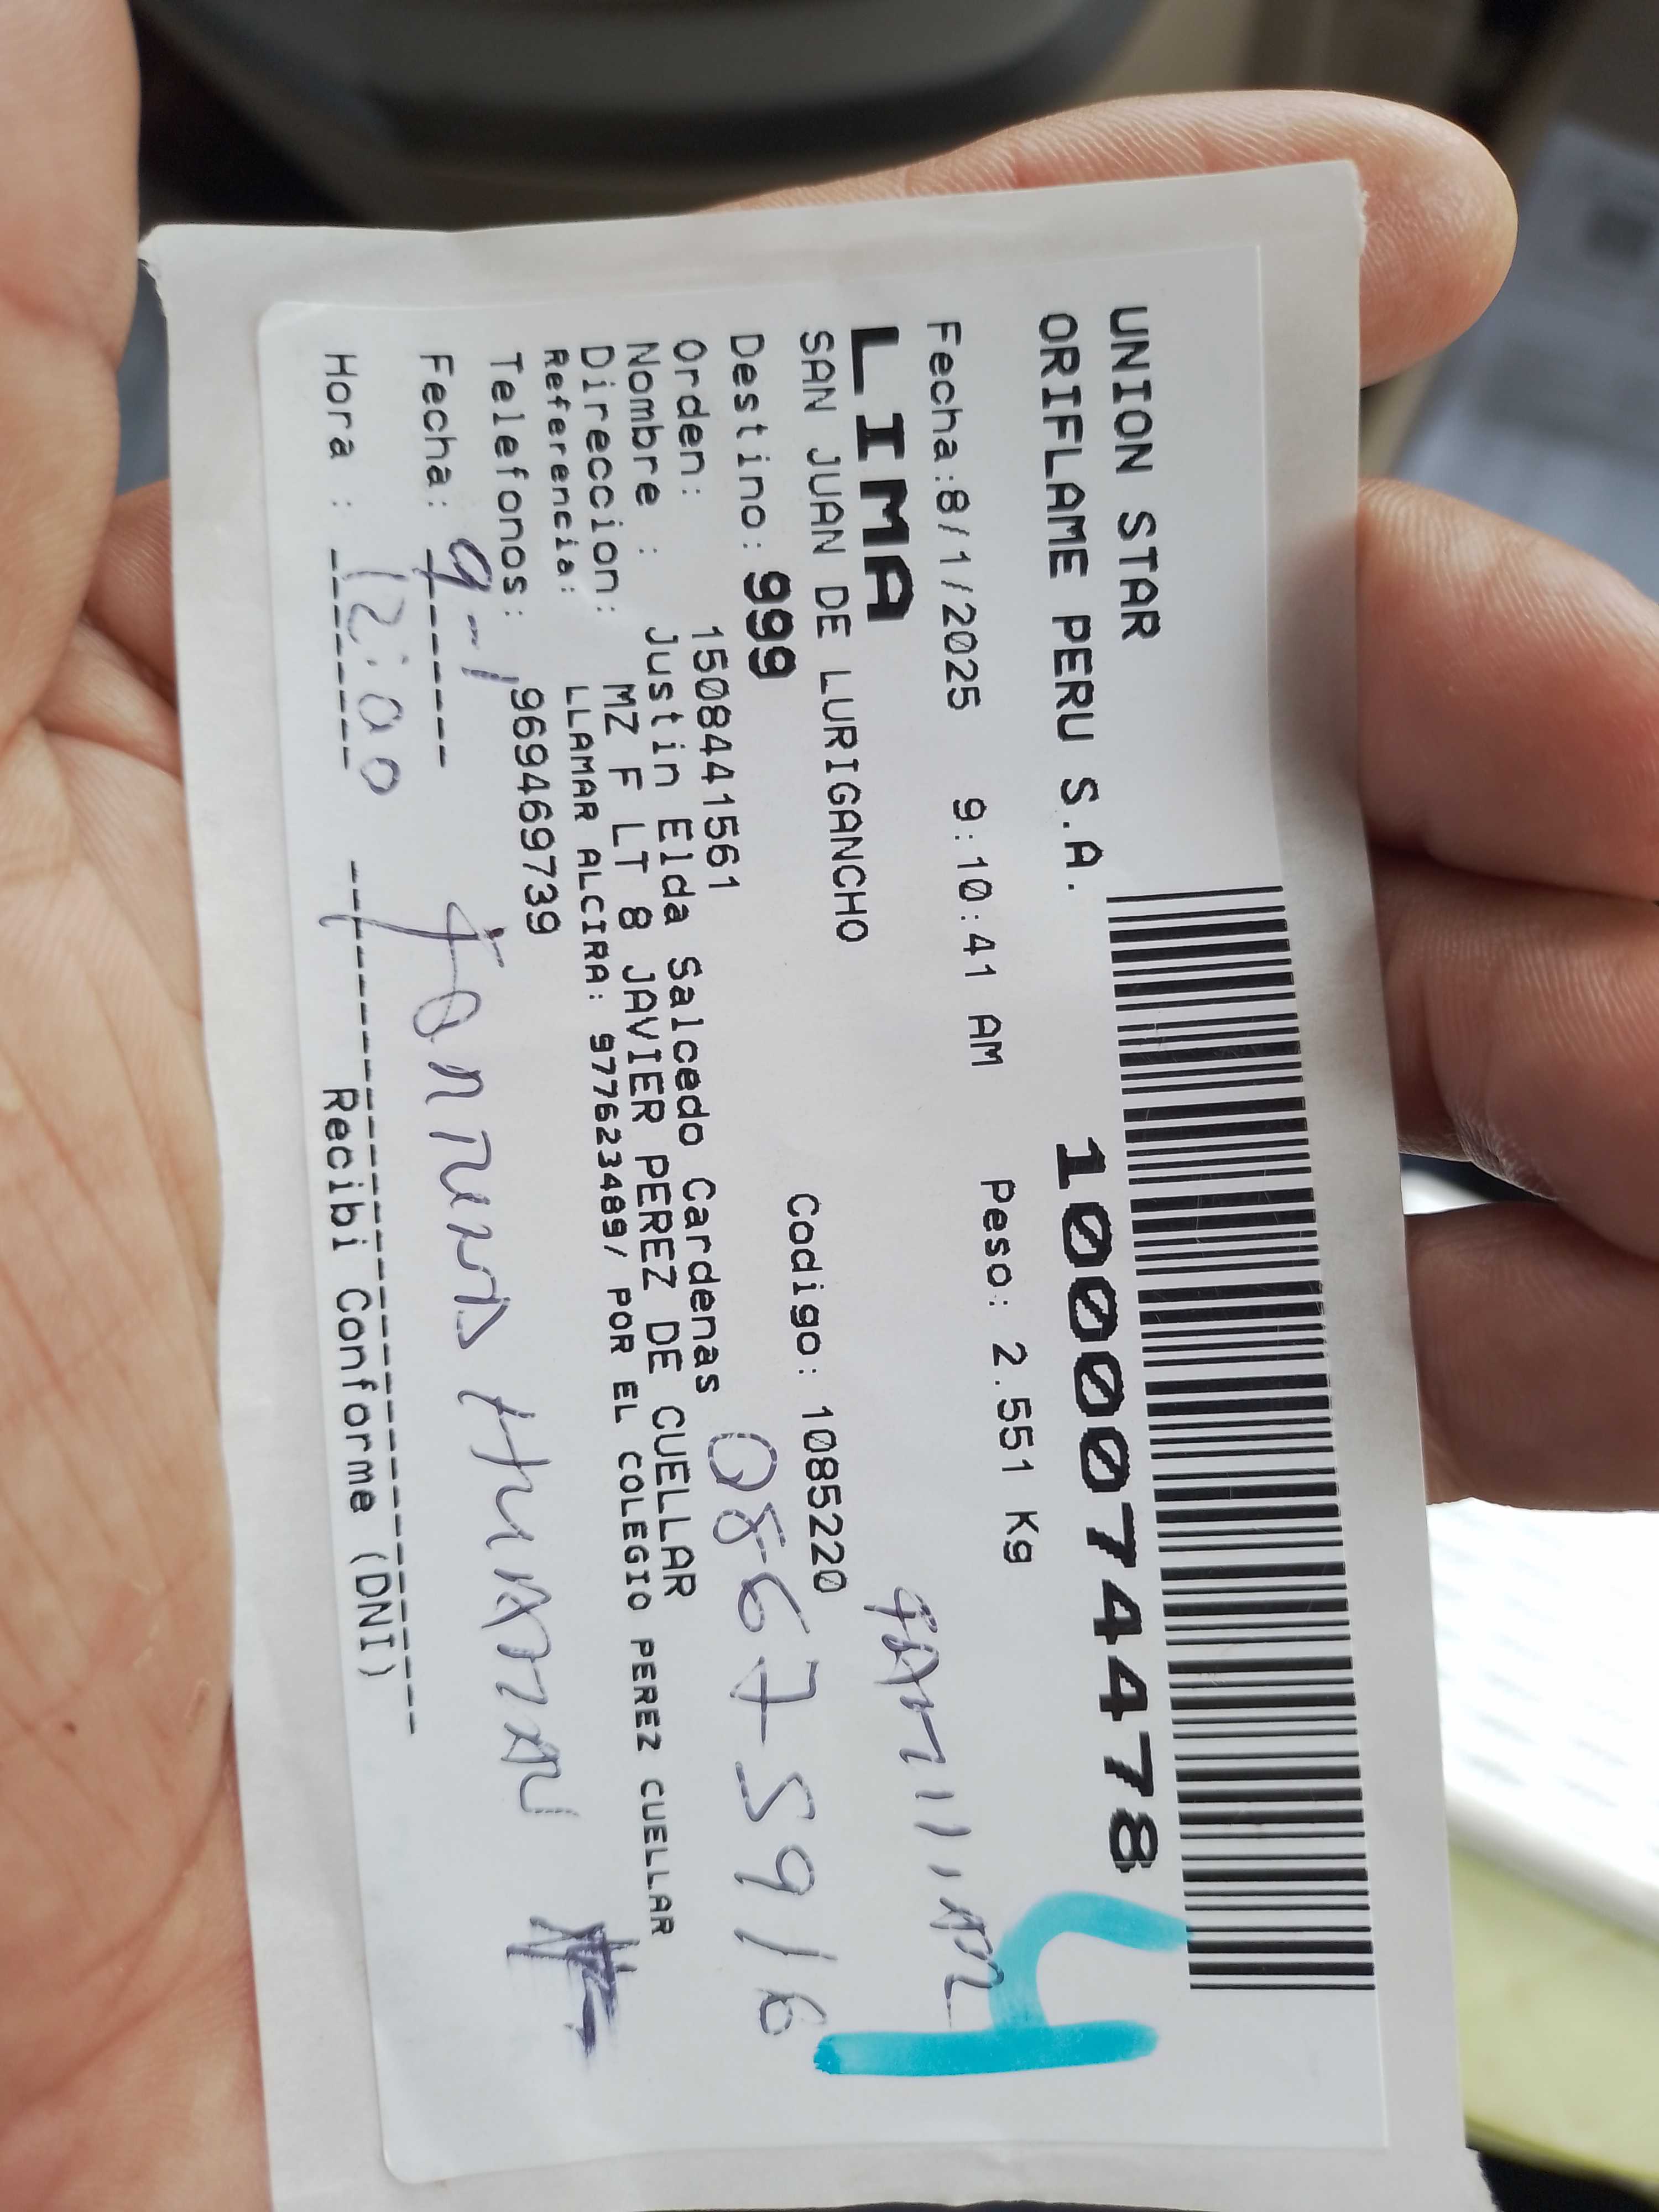 UNION STAR
ORIFLAME PERU S.A.
1000744478
Fecha:8/1/2025 9:10:41 AM Peso: 2.551 Kg
4
LIMA
SAN JUAN DE LURIGANCHO
Destino: 999 Codigo: 1085220
Orden: 1508441561
08675916
Nombre : Justin Elda Salcedo Cardenas
Direccion: MZ F LT 8 JAVIER PEREZ DE CUELLAR
Referencia: LLAMAR ALCIRA: 977623489/ POR EL COLEGIO PEREZ CUELLAR
Telefonos: 969469739
Fecha: 9-1
Hora : 12:00
Recibi Conforme (DNI)